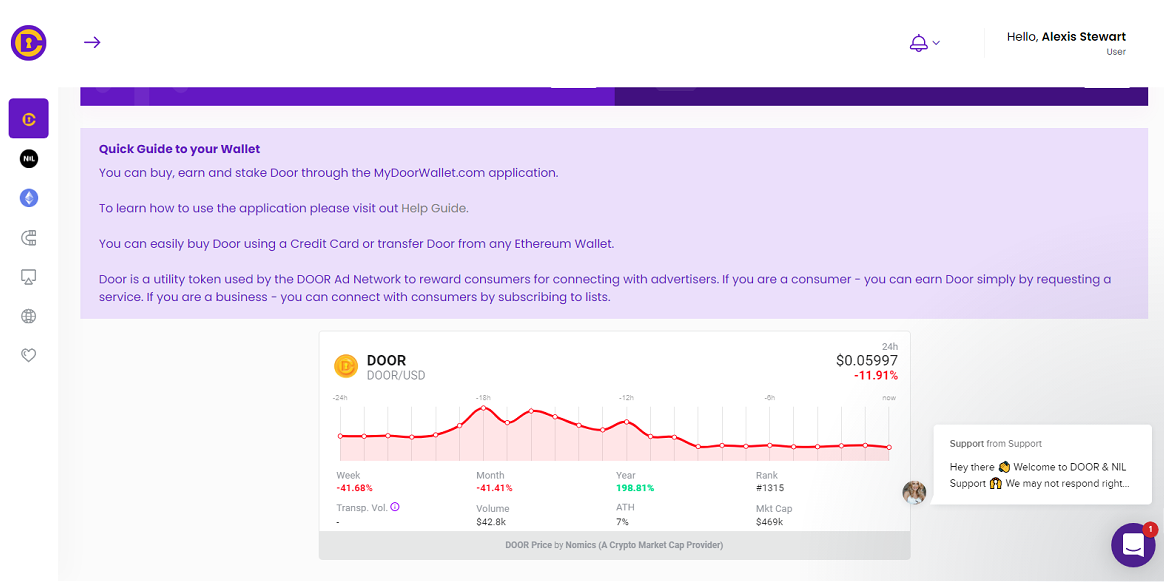 Hello, Alexis Stewart
User
NIL
Quick Guide to your Wallet
You can buy, earn and stake Door through the MyDoorWallet.com application.
To learn how to use the application please visit out Help Guide.
You can easily buy Door using a Credit Card or transfer Door from any Ethereum Wallet.
Door is a utility token used by the DOOR Ad Network to reward consumers for connecting with advertisers. If you are a consumer - you can earn Door simply by requesting a
service. If you are a business - you can connect with consumers by subscribing to lists.
DOOR
DOOR/USD
24h
$0.05997
-11.91%
-24h -18h -12h -6h now
Week Month Year Rank
-41.68% -41.41% 198.81% #1315
Transp. Vol. Volume ATH Mkt Cap
- $42.8k 7% $469k
DOOR Price by Nomics (A Crypto Market Cap Provider)
Support from Support
Hey there 👋 Welcome to DOOR & NIL
Support 🙌 We may not respond right...
1